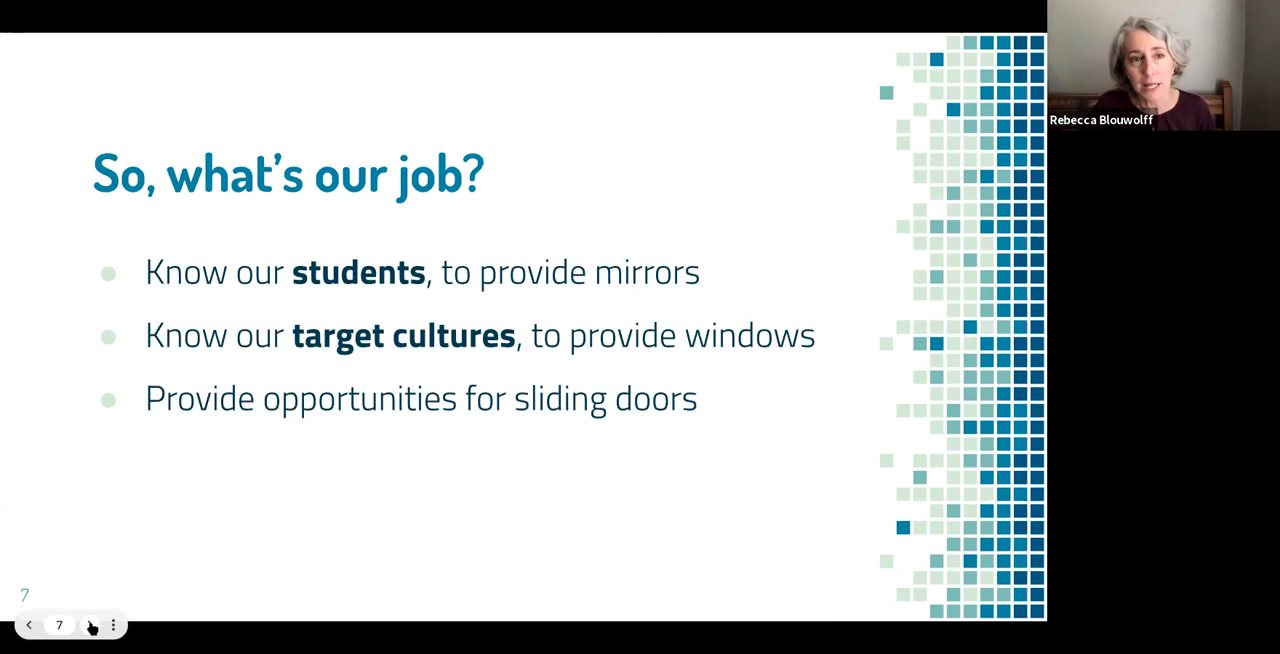 So, what's our job?
Know our students, to provide mirrors
Know our target cultures, to provide windows
Provide opportunities for sliding doors
7
7
Rebecca Blouwolff